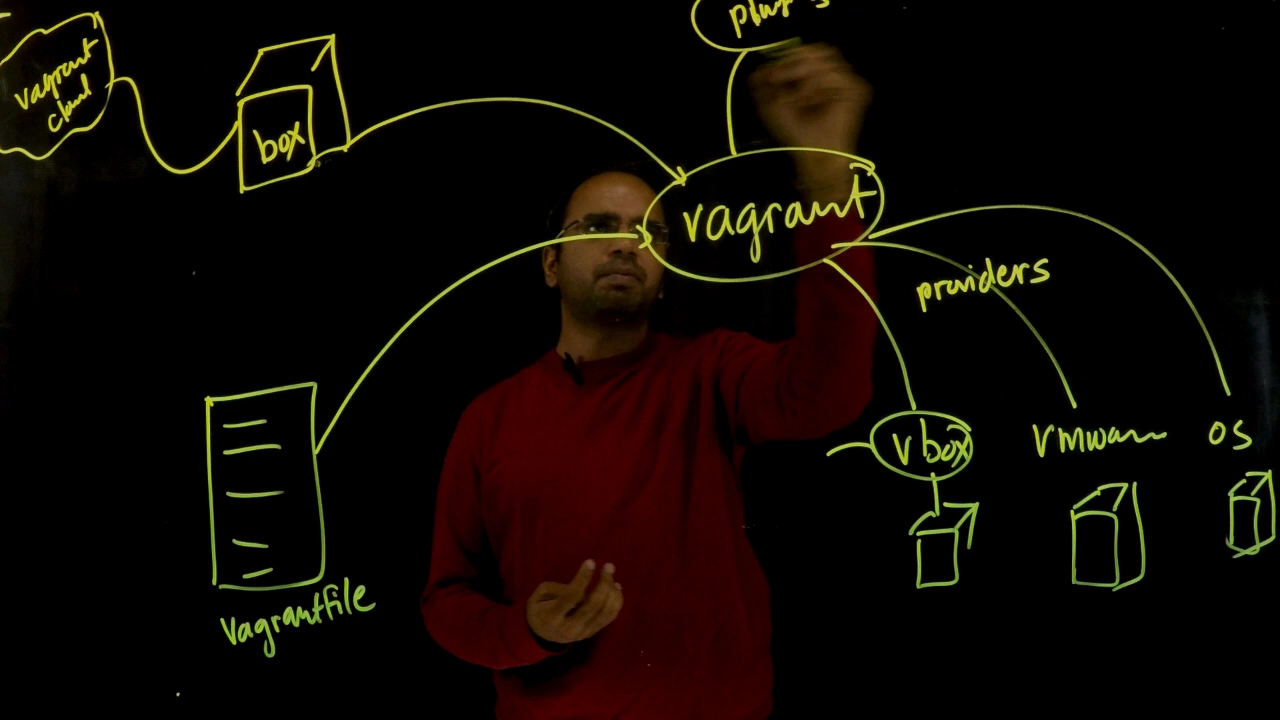 vagrant
cloud
box
vagrant
providers
vbox
vmware
os
vagrantfile